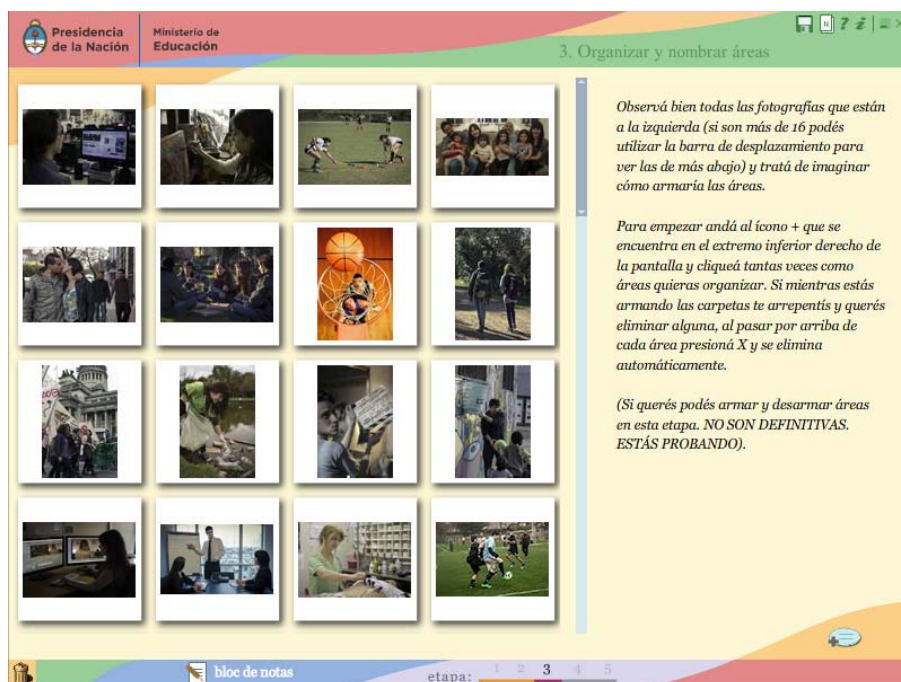 Presidencia
de la Nación
Ministerio de
Educación
N ? i
3. Organizar y nombrar áreas
Observá bien todas las fotografías que están
a la izquierda (si son más de 16 podés
utilizar la barra de desplazamiento para
ver las de más abajo) y tratá de imaginar
cómo armaría las áreas.
Para empezar andá al ícono + que se
encuentra en el extremo inferior derecho de
la pantalla y cliqueá tantas veces como
áreas quieras organizar. Si mientras estás
armando las carpetas te arrepentís y querés
eliminar alguna, al pasar por arriba de
cada área presioná X y se elimina
automáticamente.
(Si querés podés armar y desarmar áreas
en esta etapa. NO SON DEFINITIVAS.
ESTÁS PROBANDO).
bloc de notas
etapa: 1 2 3 4 5